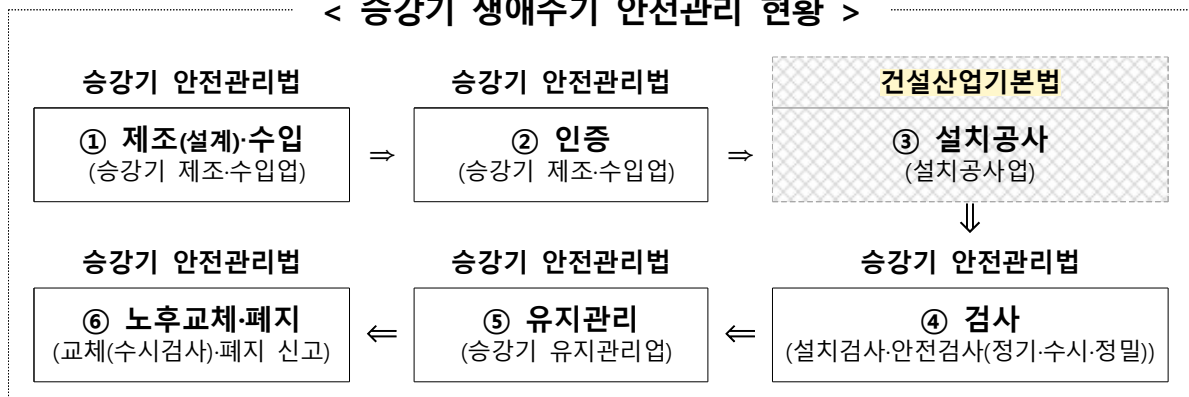 < 승강기 생애주기 안전관리 현황 >
승강기 안전관리법
승강기 안전관리법
건설산업기본법
① 제조(설계)·수입
(승강기 제조·수입업)
⇒
② 인증
(승강기 제조·수입업)
⇒
③ 설치공사
(설치공사업)
⇓
승강기 안전관리법
승강기 안전관리법
승강기 안전관리법
⑥ 노후교체·폐지
(교체(수시검사)·폐지 신고)
⇐
⑤ 유지관리
(승강기 유지관리업)
⇐
④ 검사
(설치검사·안전검사(정기·수시·정밀))